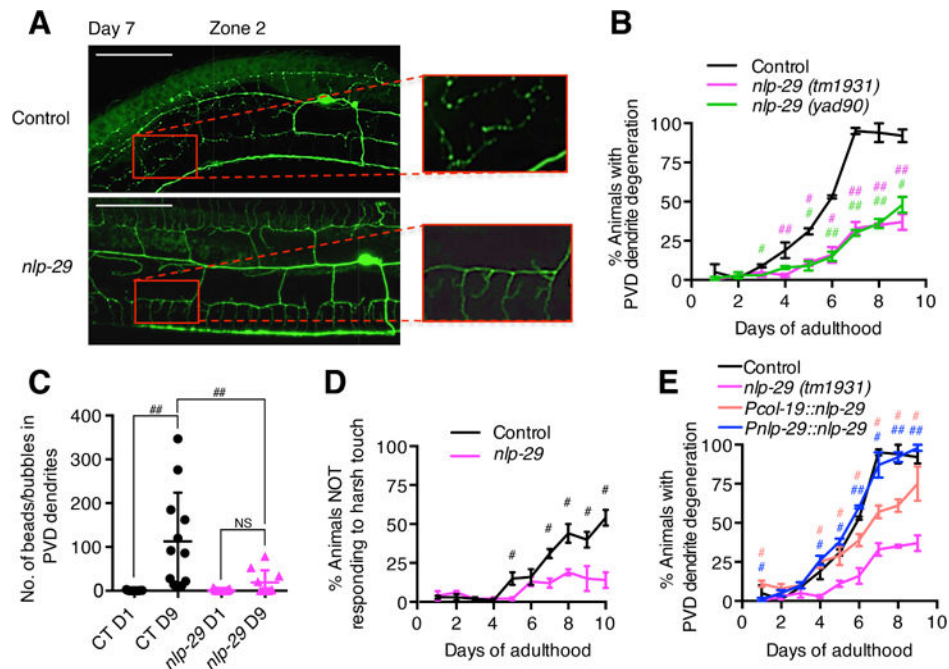 A
Day 7 Zone 2
Control
nlp-29
B
Control
nlp-29 (tm1931)
nlp-29 (yad90)
% Animals with
PVD dendrite degeneration
100
75
50
25
0
# ## # # # ## ## ## ## ## ## #
0 2 4 6 8 10
Days of adulthood
C
No. of beads/bubbles in
PVD dendrites
400
300
200
100
0
##
##
NS
CT D1
CT D9
nlp-29 D1
nlp-29 D9
D
Control
nlp-29
% Animals NOT
responding to harsh touch
100
75
50
25
0
# # # # #
0 2 4 6 8 10
Days of adulthood
E
Control
nlp-29 (tm1931)
Pcol-19::nlp-29
Pnlp-29::nlp-29
% Animals with
PVD dendrite degeneration
100
75
50
25
0
# # # # # # # ## # # # ## # ##
0 2 4 6 8 10
Days of adulthood